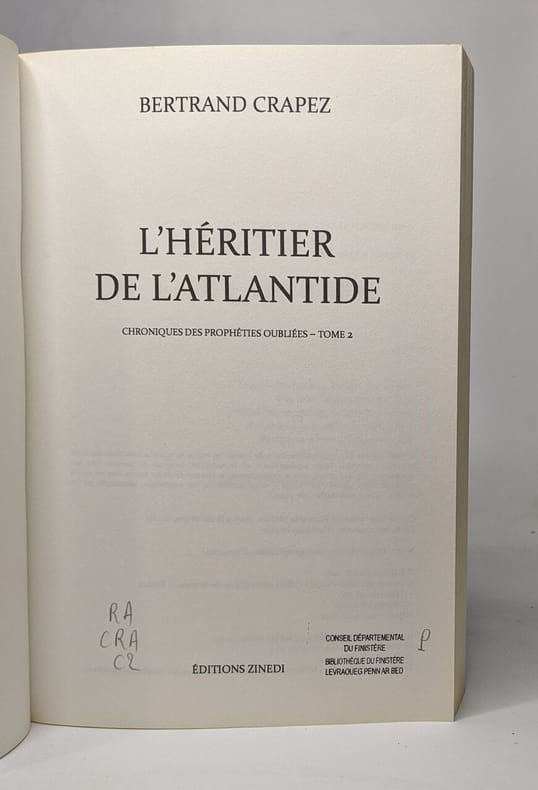 BERTRAND CRAPEZ
L'HÉRITIER
DE L'ATLANTIDE
CHRONIQUES DES PROPHÉTIES OUBLIÉES – TOME 2
RA
CRA
C2
ÉDITIONS ZINEDI
CONSEIL DÉPARTEMENTAL
DU FINISTÈRE
BIBLIOTHÈQUE DU FINISTÈRE
LEVRAOUEG PENN AR BED
P